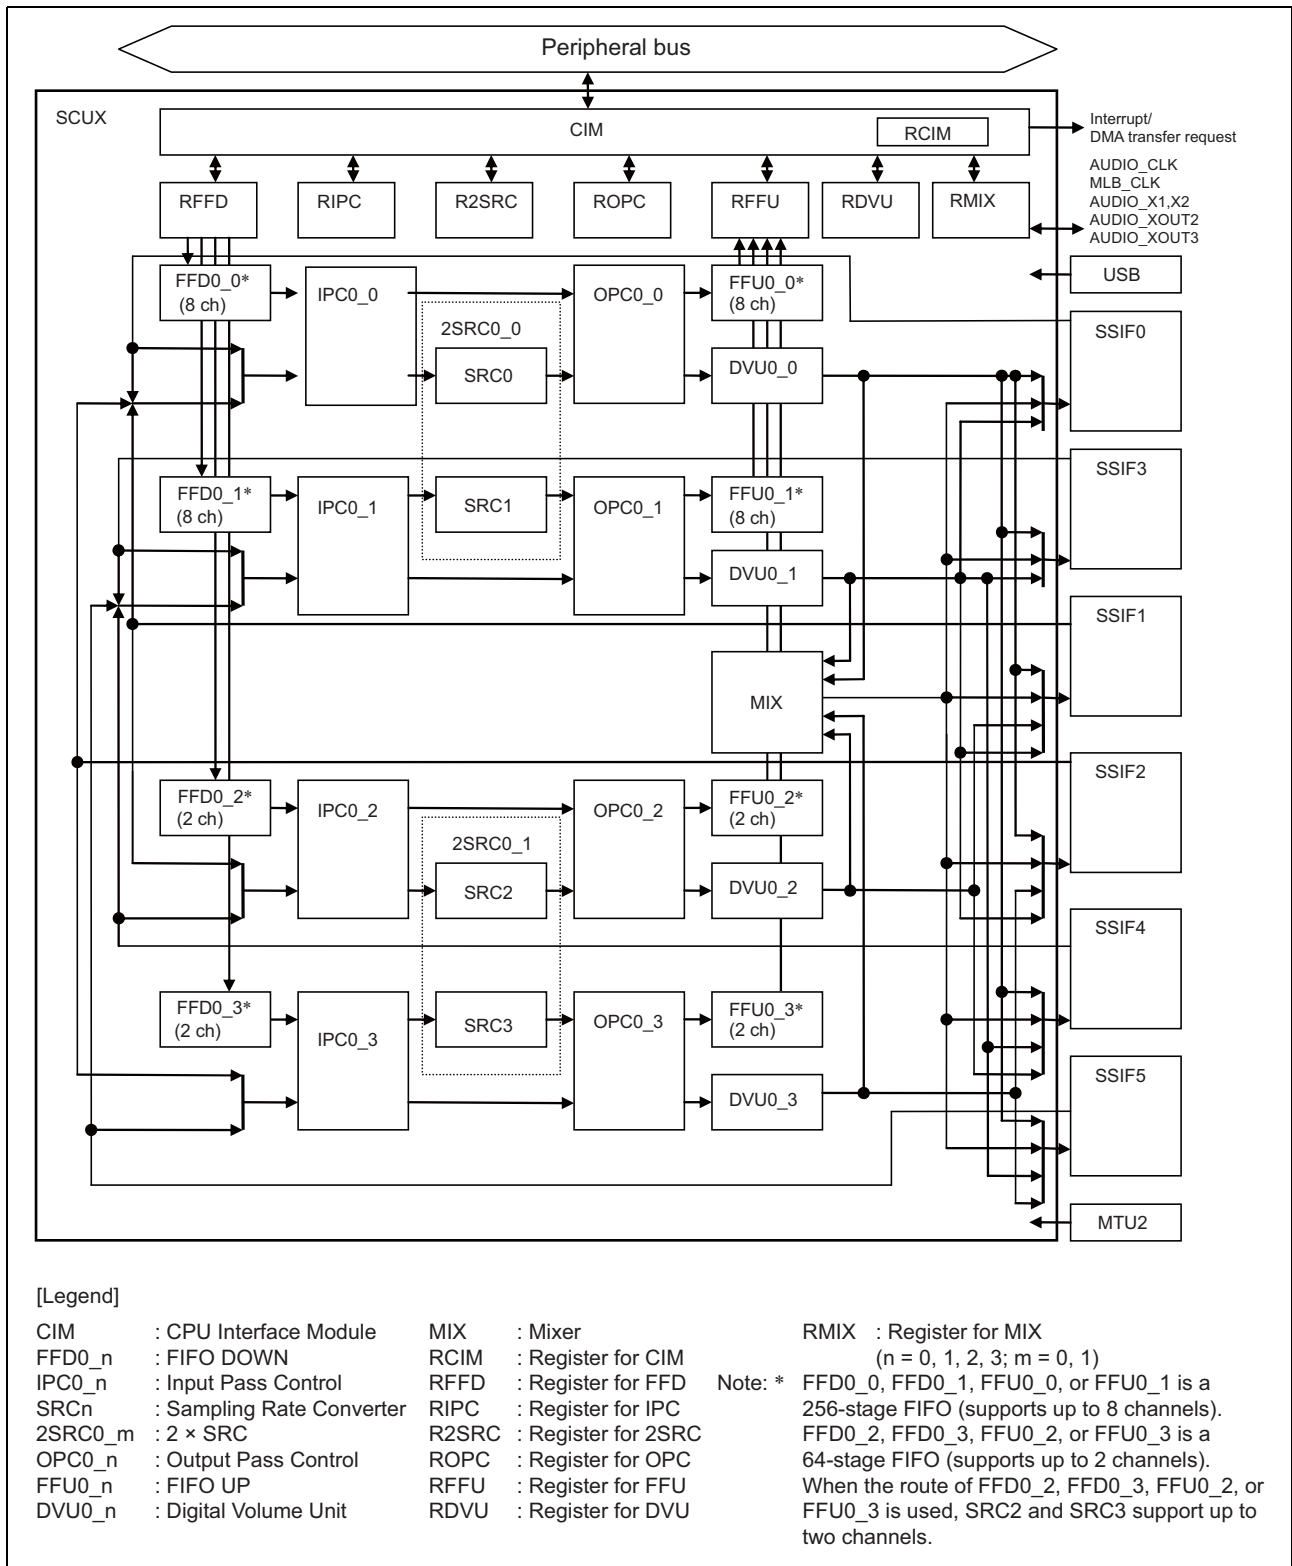 Peripheral bus
SCUX
CIM
RCIM
Interrupt/
DMA transfer request
AUDIO_CLK
MLB_CLK
AUDIO_X1,X2
AUDIO_XOUT2
AUDIO_XOUT3
RFFD
RIPC
R2SRC
ROPC
RFFU
RDVU
RMIX
USB
FFD0_0*
(8 ch)
IPC0_0
2SRC0_0
SRC0
OPC0_0
FFU0_0*
(8 ch)
DVU0_0
SSIF0
FFD0_1*
(8 ch)
IPC0_1
SRC1
OPC0_1
FFU0_1*
(8 ch)
DVU0_1
SSIF3
SSIF1
MIX
FFD0_2*
(2 ch)
IPC0_2
2SRC0_1
SRC2
OPC0_2
FFU0_2*
(2 ch)
DVU0_2
SSIF2
SSIF4
FFD0_3*
(2 ch)
IPC0_3
SRC3
OPC0_3
FFU0_3*
(2 ch)
DVU0_3
SSIF5
MTU2
[Legend]
CIM : CPU Interface Module
FFD0_n : FIFO DOWN
IPC0_n : Input Pass Control
SRCn : Sampling Rate Converter
2SRC0_m : 2 × SRC
OPC0_n : Output Pass Control
FFU0_n : FIFO UP
DVU0_n : Digital Volume Unit
MIX : Mixer
RCIM : Register for CIM
RFFD : Register for FFD
RIPC : Register for IPC
R2SRC : Register for 2SRC
ROPC : Register for OPC
RFFU : Register for FFU
RDVU : Register for DVU
RMIX : Register for MIX
(n = 0, 1, 2, 3; m = 0, 1)
Note: * FFD0_0, FFD0_1, FFU0_0, or FFU0_1 is a
256-stage FIFO (supports up to 8 channels).
FFD0_2, FFD0_3, FFU0_2, or FFU0_3 is a
64-stage FIFO (supports up to 2 channels).
When the route of FFD0_2, FFD0_3, FFU0_2, or
FFU0_3 is used, SRC2 and SRC3 support up to
two channels.